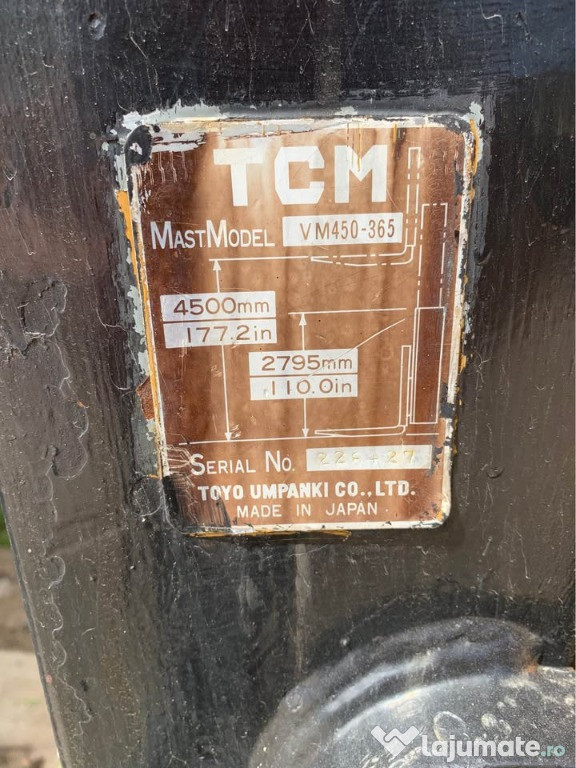 TCM
MAST MODEL VM450-365
4500mm
177.2in
2795mm
110.0in
SERIAL NO.
TOYO UMPANKI CO.,LTD.
MADE IN JAPAN
lajumate.ro